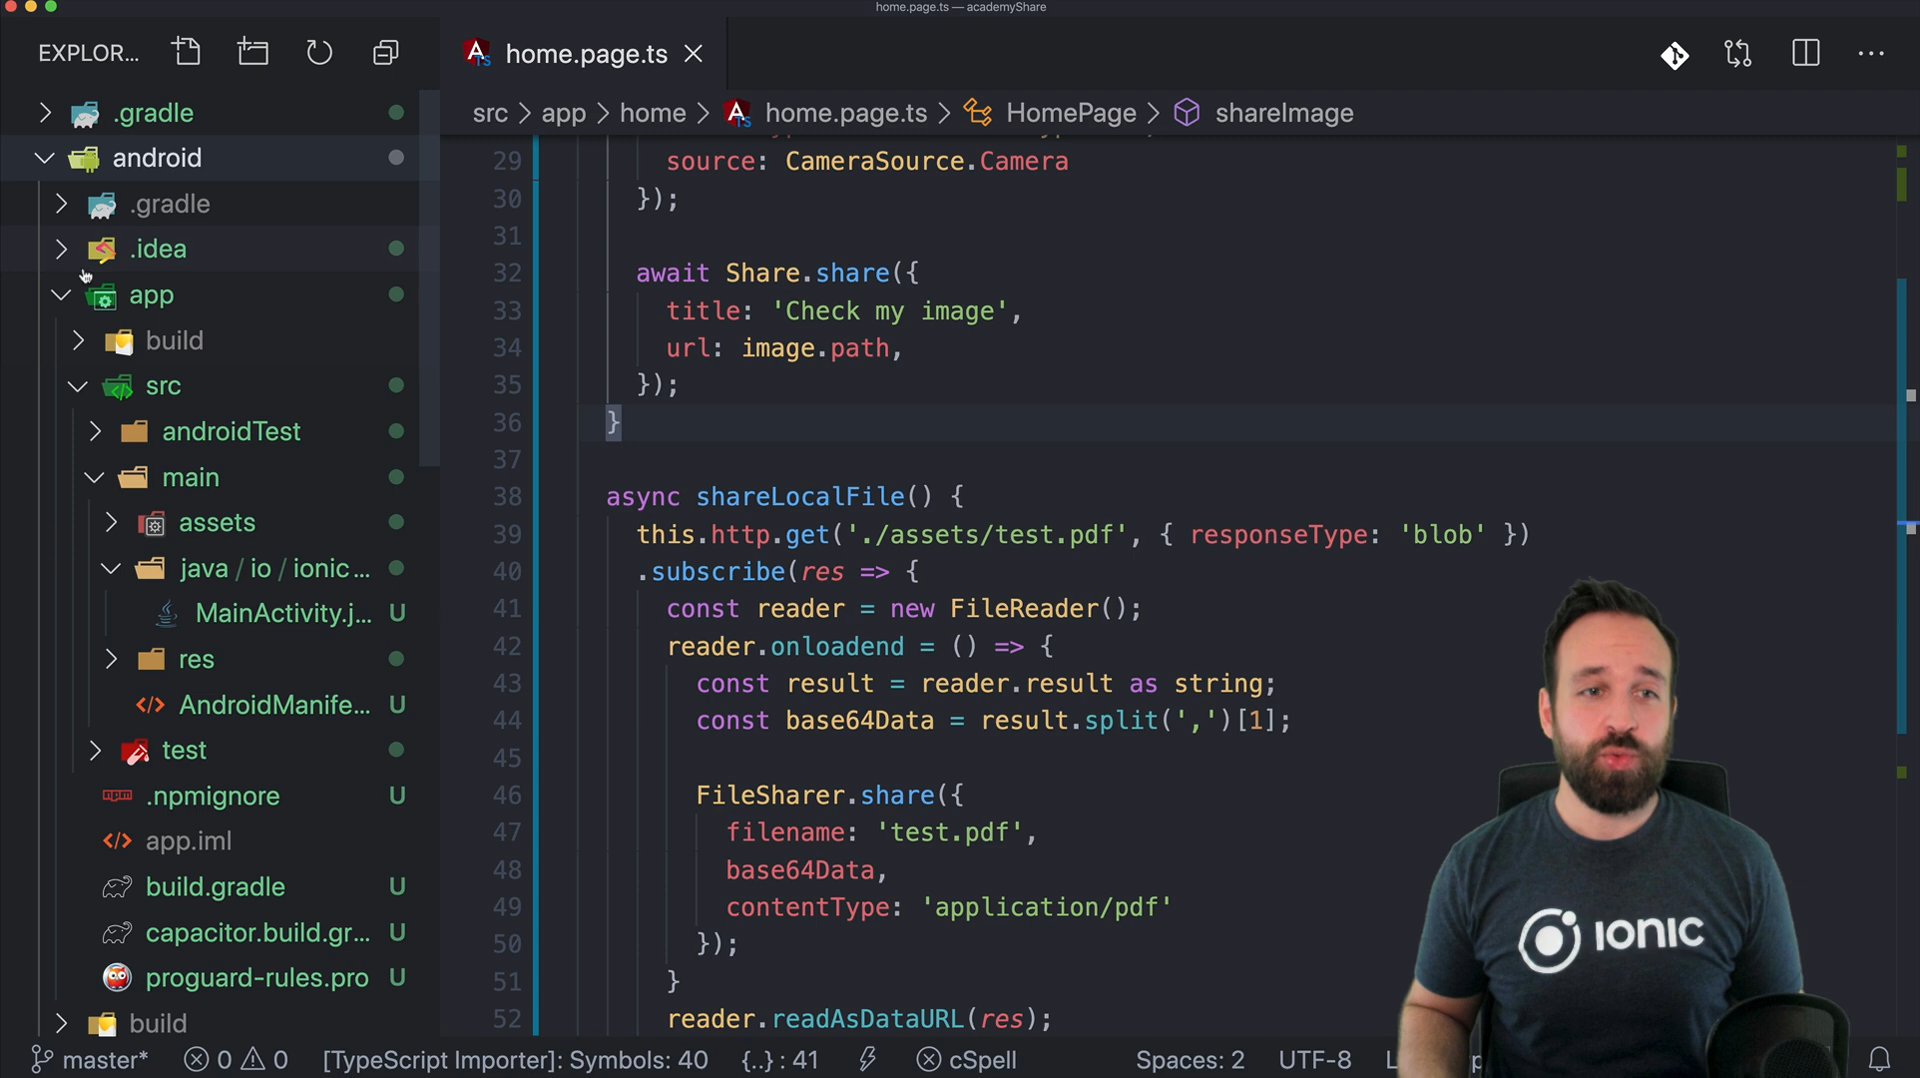 home.page.ts — academyShare
EXPLOR...
home.page.ts
src > app > home > home.page.ts > HomePage > shareImage
.gradle
android
.gradle
.idea
app
build
src
androidTest
main
assets
java / io / ionic ...
MainActivity.j... U
res
AndroidManife... U
test
.npmignore U
app.iml
build.gradle U
capacitor.build.gr... U
proguard-rules.pro U
build
29 source: CameraSource.Camera
30 });
31
32 await Share.share({
33 title: 'Check my image',
34 url: image.path,
35 });
36 }
37
38 async shareLocalFile() {
39 this.http.get('./assets/test.pdf', { responseType: 'blob' })
40 .subscribe(res => {
41 const reader = new FileReader();
42 reader.onloadend = () => {
43 const result = reader.result as string;
44 const base64Data = result.split(',')[1];
45
46 FileSharer.share({
47 filename: 'test.pdf',
48 base64Data,
49 contentType: 'application/pdf'
50 });
51 }
52 reader.readAsDataURL(res);
IONIC
master* 0 0 [TypeScript Importer]: Symbols: 40 {..} : 41 cSpell Spaces: 2 UTF-8